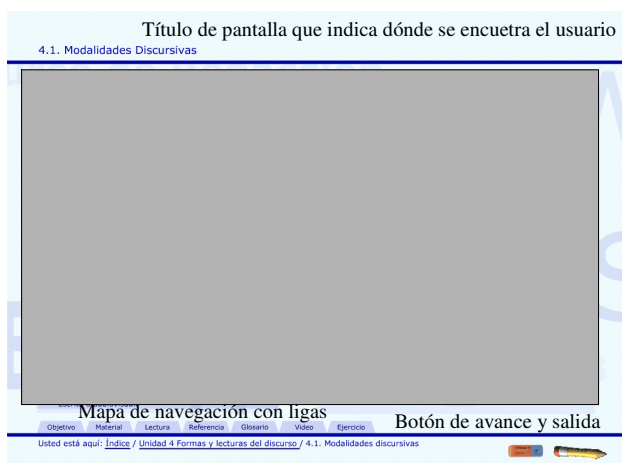 Título de pantalla que indica dónde se encuetra el usuario
4.1. Modalidades Discursivas
Mapa de navegación con ligas
Botón de avance y salida
Objetivo Material Lectura Referencia Glosario Video Ejercicio
Usted está aquí: Índice / Unidad 4 Formas y lecturas del discurso / 4.1. Modalidades discursivas